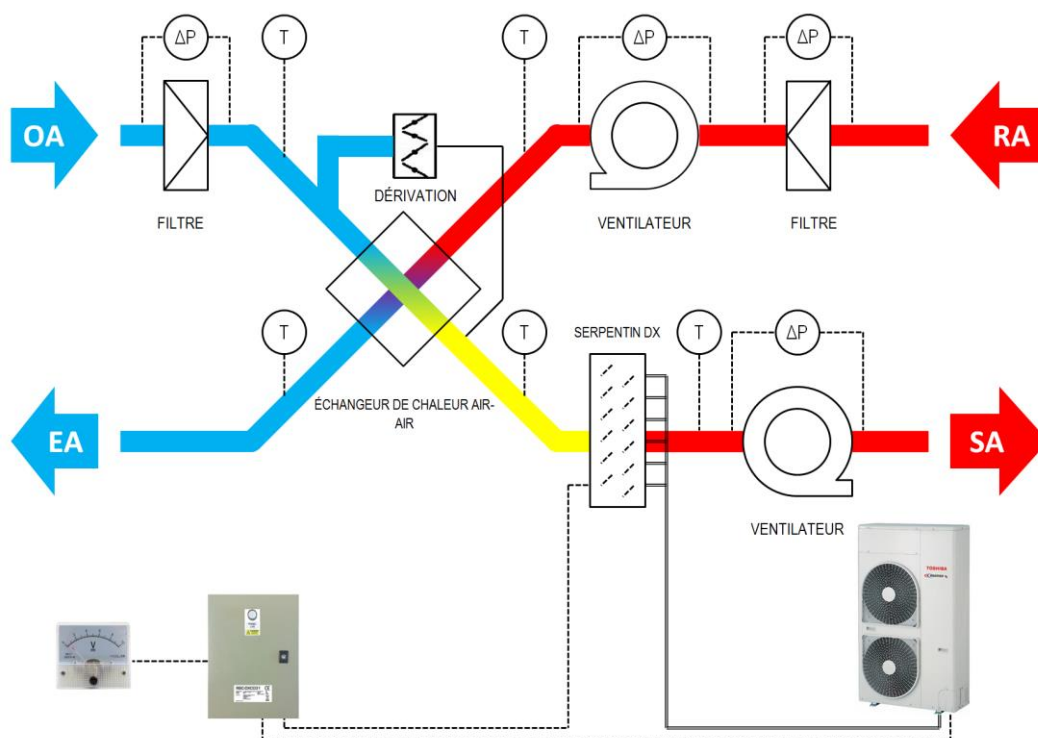 ΔP
T
T
ΔP
ΔP
OA
RA
DÉRIVATION
FILTRE
VENTILATEUR
FILTRE
T
T
SERPENTIN DX
T
ΔP
ÉCHANGEUR DE CHALEUR AIR-
AIR
EA
SA
VENTILATEUR
TOSHIBA
V